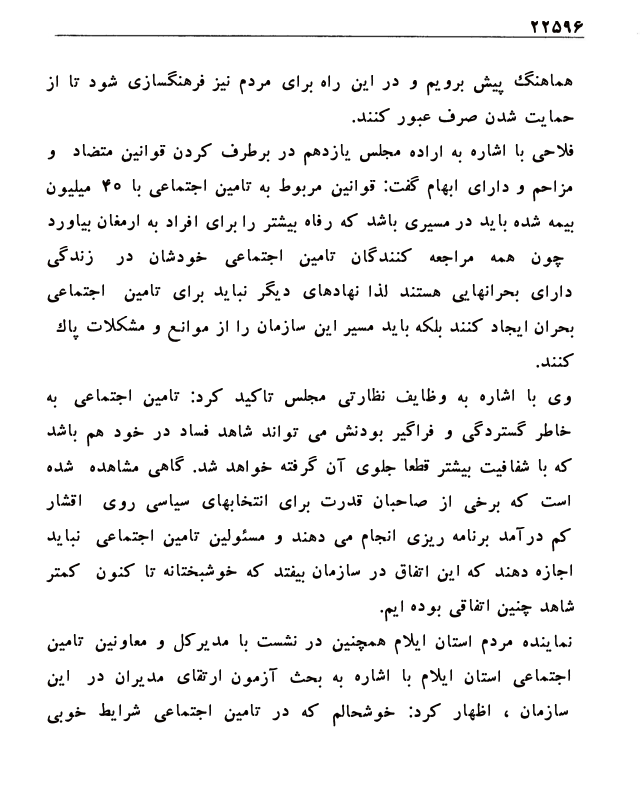 ۲۲۵۹۶
هماهنگ پیش برویم و در این راه برای مردم نیز فرهنگسازی شود تا از
حمایت شدن صرف عبور کنند.
فلاحی با اشاره به اراده مجلس یازدهم در برطرف کردن قوانین متضاد و
مزاحم و دارای ابهام گفت: قوانین مربوط به تامین اجتماعی با ۴۰ میلیون
بیمه شده باید در مسیری باشد که رفاه بیشتر را برای افراد به ارمغان بیاورد
چون همه مراجعه کنندگان تامین اجتماعی خودشان در زندگی
دارای بحرانهایی هستند لذا نهادهای دیگر نباید برای تامین اجتماعی
بحران ایجاد کنند بلکه باید مسیر این سازمان را از موانع و مشکلات پاک
کنند.
وی با اشاره به وظایف نظارتی مجلس تاکید کرد: تامین اجتماعی به
خاطر گستردگی و فراگیر بودنش می تواند شاهد فساد در خود هم باشد
که با شفافیت بیشتر قطعا جلوی آن گرفته خواهد شد. گاهی مشاهده شده
است که برخی از صاحبان قدرت برای انتخابهای سیاسی روی اقشار
کم درآمد برنامه ریزی انجام می دهند و مسئولین تامین اجتماعی نباید
اجازه دهند که این اتفاق در سازمان بیفتد که خوشبختانه تا کنون کمتر
شاهد چنین اتفاقی بوده ایم.
نماینده مردم استان ایلام همچنین در نشست با مدیرکل و معاونین تامین
اجتماعی استان ایلام با اشاره به بحث آزمون ارتقای مدیران در این
سازمان ، اظهار کرد: خوشحالم که در تامین اجتماعی شرایط خوبی